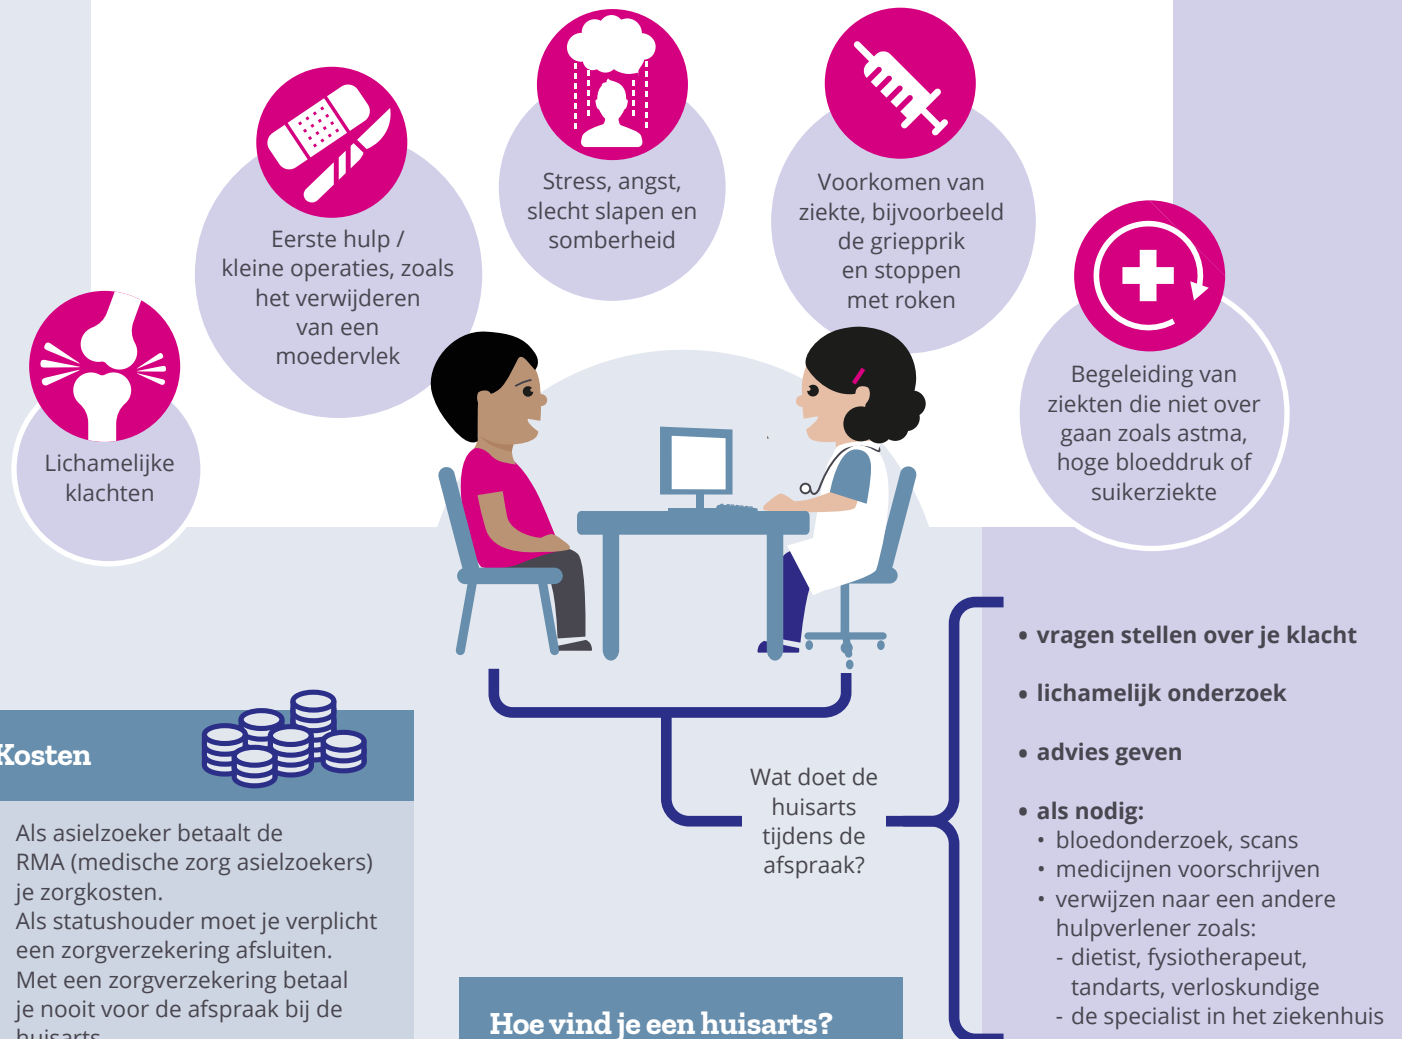 Stress, angst,
slecht slapen en
somberheid
Voorkomen van
ziekte, bijvoorbeeld
de griepprik
en stoppen
met roken
Eerste hulp /
kleine operaties, zoals
het verwijderen
van een
moedervlek
Begeleiding van
ziekten die niet over
gaan zoals astma,
hoge bloeddruk of
suikerziekte
Lichamelijke
klachten
Wat doet de
huisarts
tijdens de
afspraak?
• vragen stellen over je klacht
• lichamelijk onderzoek
• advies geven
• als nodig:
• bloedonderzoek, scans
• medicijnen voorschrijven
• verwijzen naar een andere
hulpverlener zoals:
- dietist, fysiotherapeut,
tandarts, verloskundige
- de specialist in het ziekenhuis
Kosten
Als asielzoeker betaalt de
RMA (medische zorg asielzoekers)
je zorgkosten.
Als statushouder moet je verplicht
een zorgverzekering afsluiten.
Met een zorgverzekering betaal
je nooit voor de afspraak bij de
huisarts
Hoe vind je een huisarts?